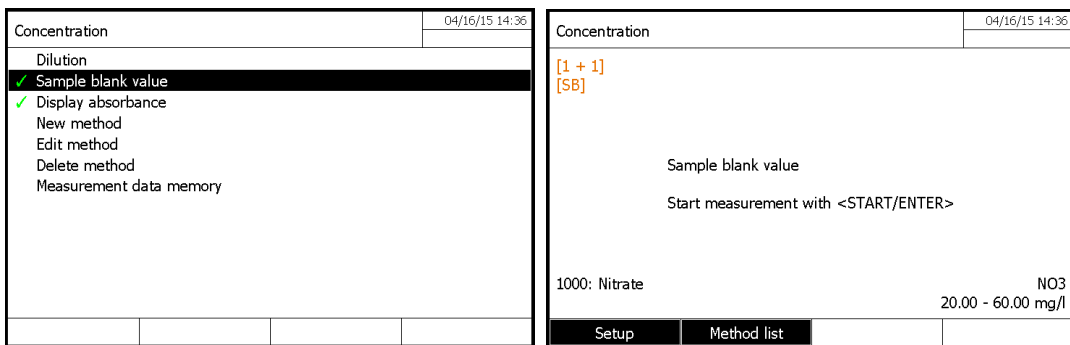 Concentration
04/16/15 14:36
Dilution
✓ Sample blank value
✓ Display absorbance
New method
Edit method
Delete method
Measurement data memory
Concentration
04/16/15 14:36
[1 + 1]
[SB]
Sample blank value
Start measurement with <START/ENTER>
1000: Nitrate
NO3
20.00 - 60.00 mg/l
Setup
Method list